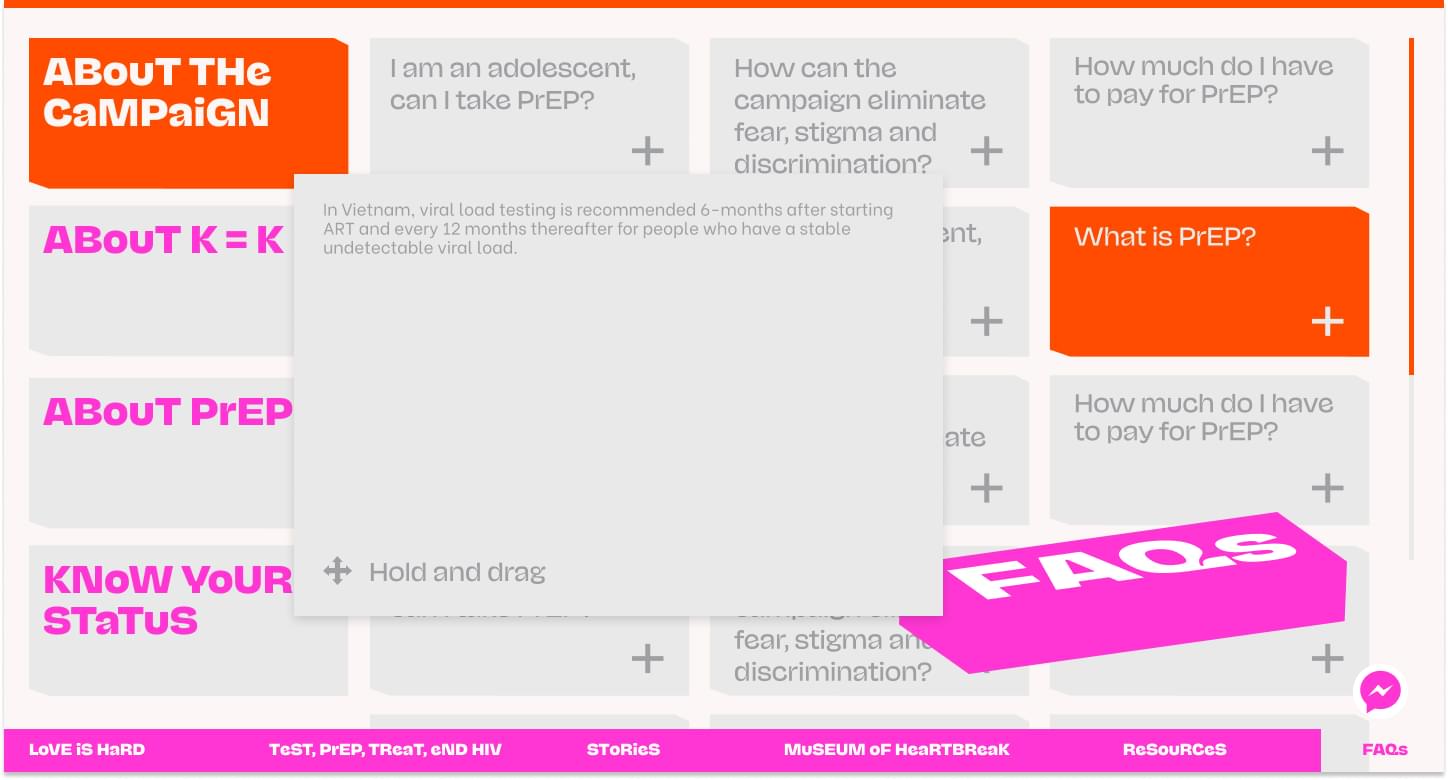 ABouT THe
CaMPaiGN
I am an adolescent,
can I take PrEP?
How can the
campaign eliminate
fear, stigma and
discrimination?
How much do I have
to pay for PrEP?
ABouT K = K
What is PrEP?
In Vietnam, viral load testing is recommended 6-months after starting
ART and every 12 months thereafter for people who have a stable
undetectable viral load.
ABouT PrEP
How much do I have
to pay for PrEP?
Hold and drag
KNoW YoUR
STaTuS
fear, stigma and
discrimination?
FAQs
LoVE iS HaRD
TeST, PrEP, TReaT, eND HIV
SToRieS
MuSEUM oF HeaRTBReaK
ReSouRCeS
FAQs